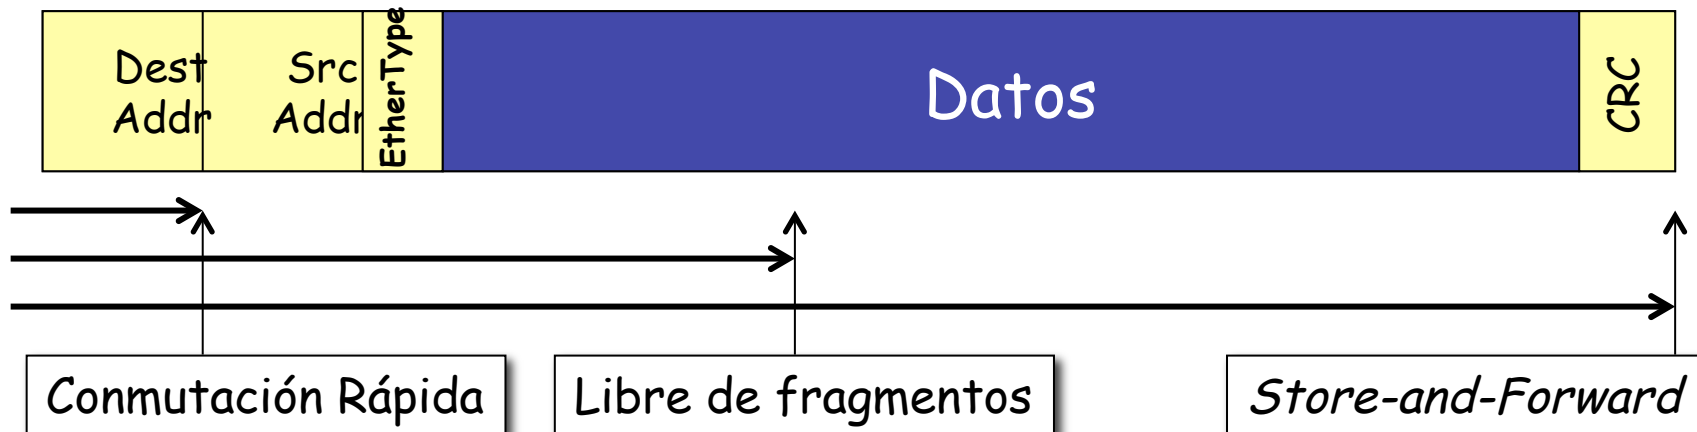 Dest
Addr
Src
Addr
EtherType
Datos
CRC
Conmutación Rápida
Libre de fragmentos
Store-and-Forward